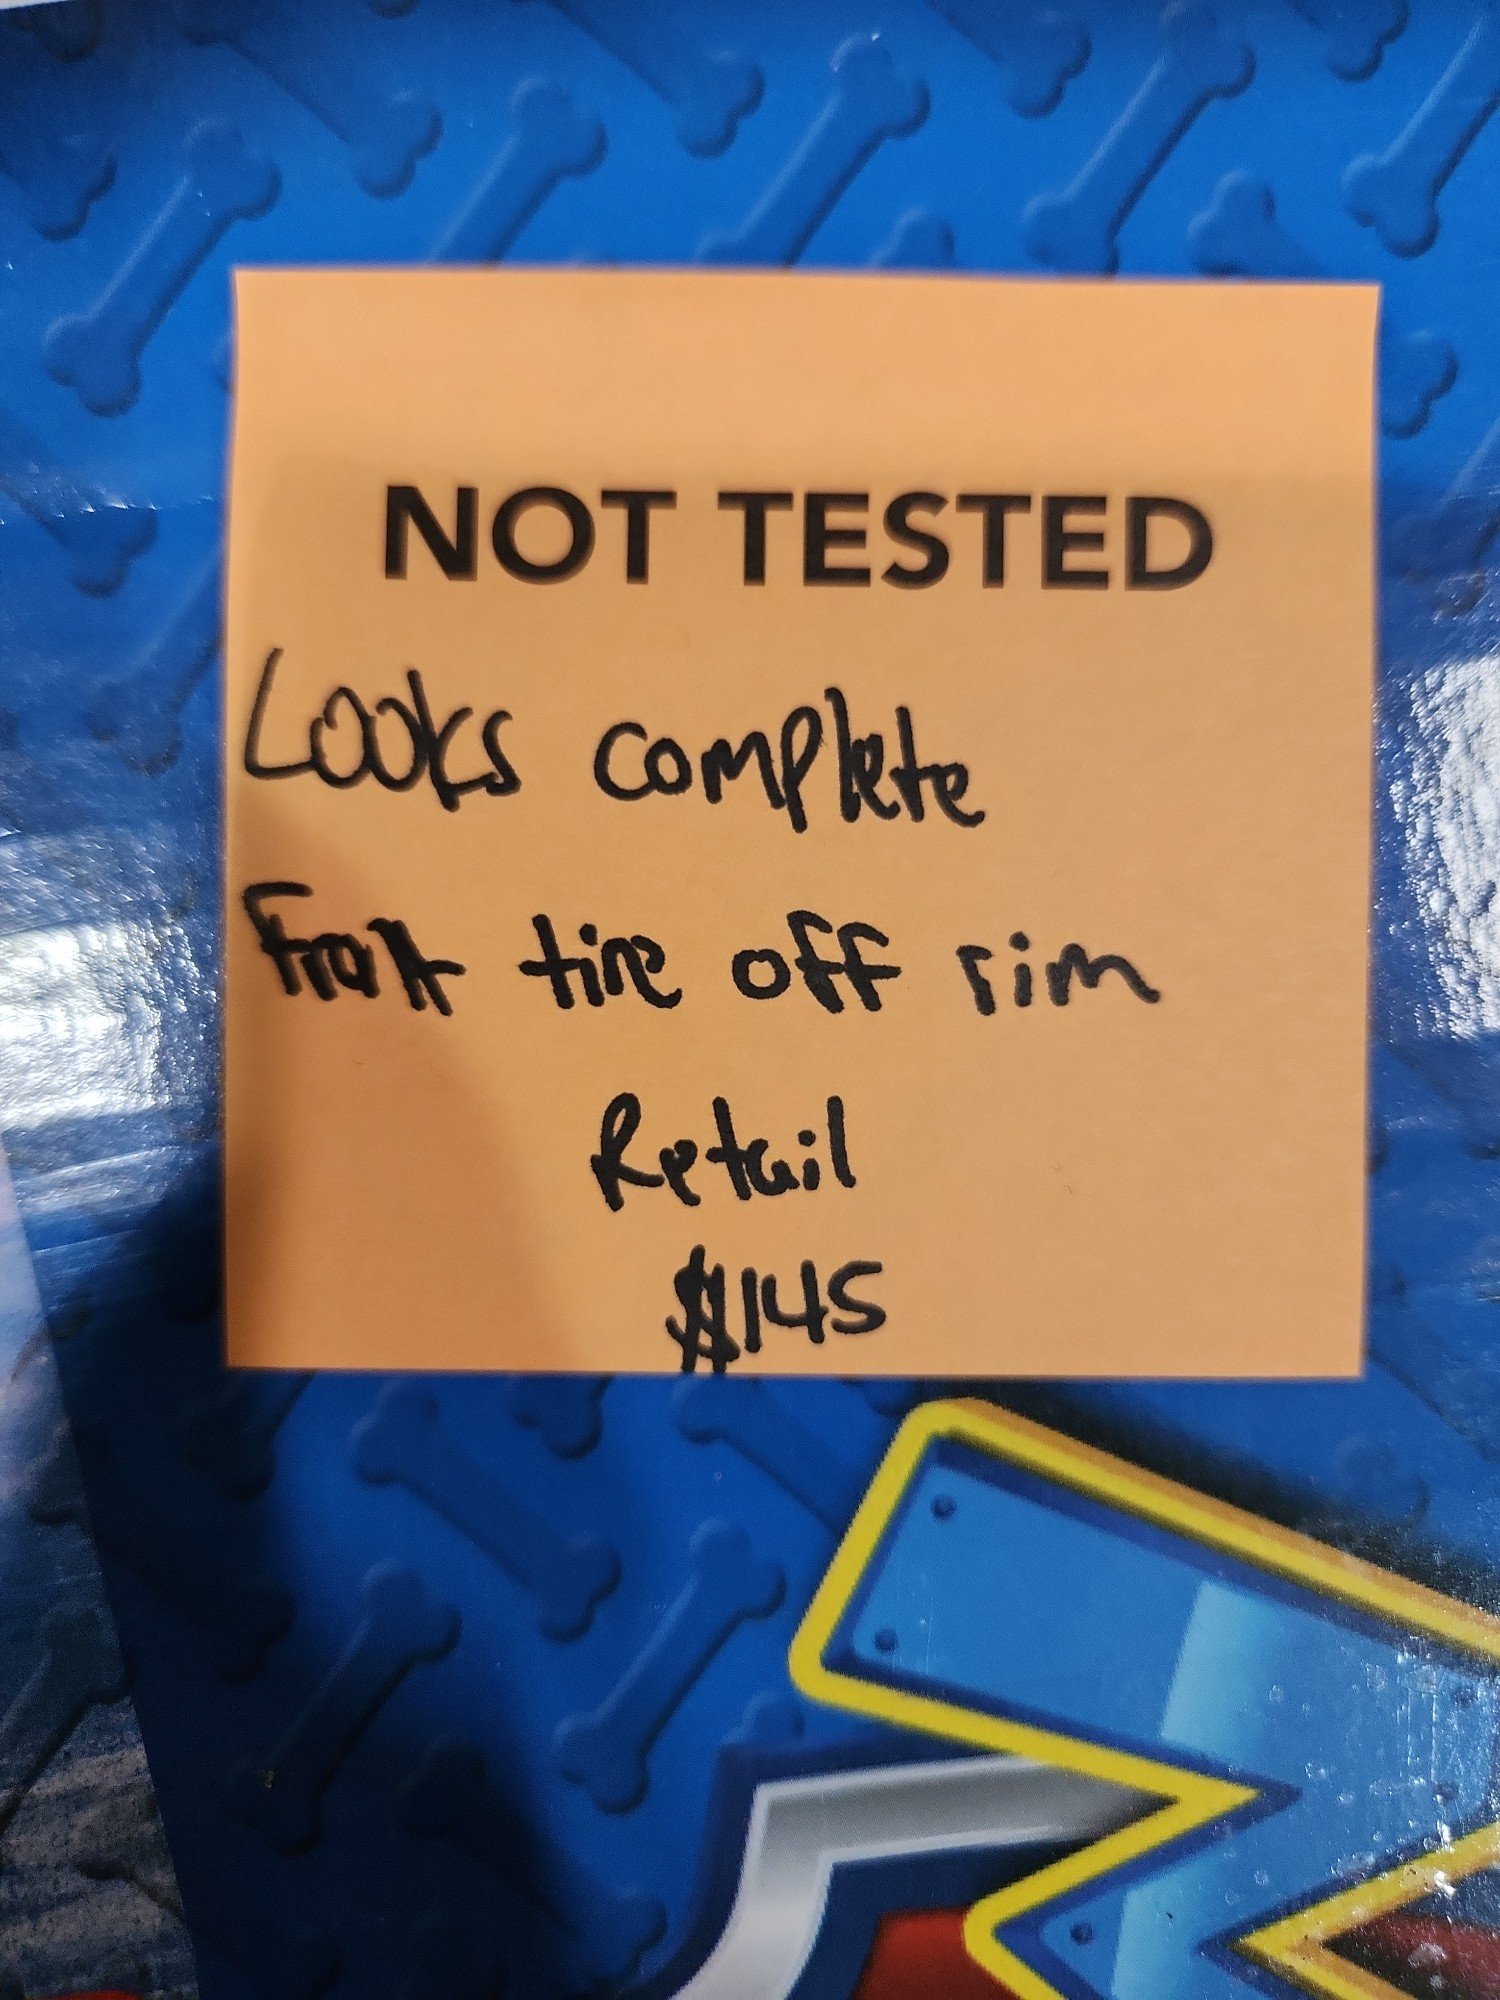 NOT TESTED
Looks complete
Front tire off rim
Retail
$145